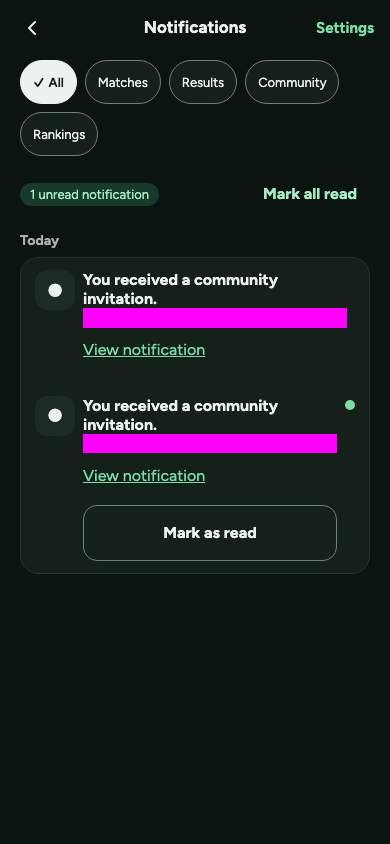 Notifications
Settings
✓ All
Matches
Results
Community
Rankings
1 unread notification
Mark all read
Today
You received a community
invitation.
View notification
You received a community
invitation.
View notification
Mark as read